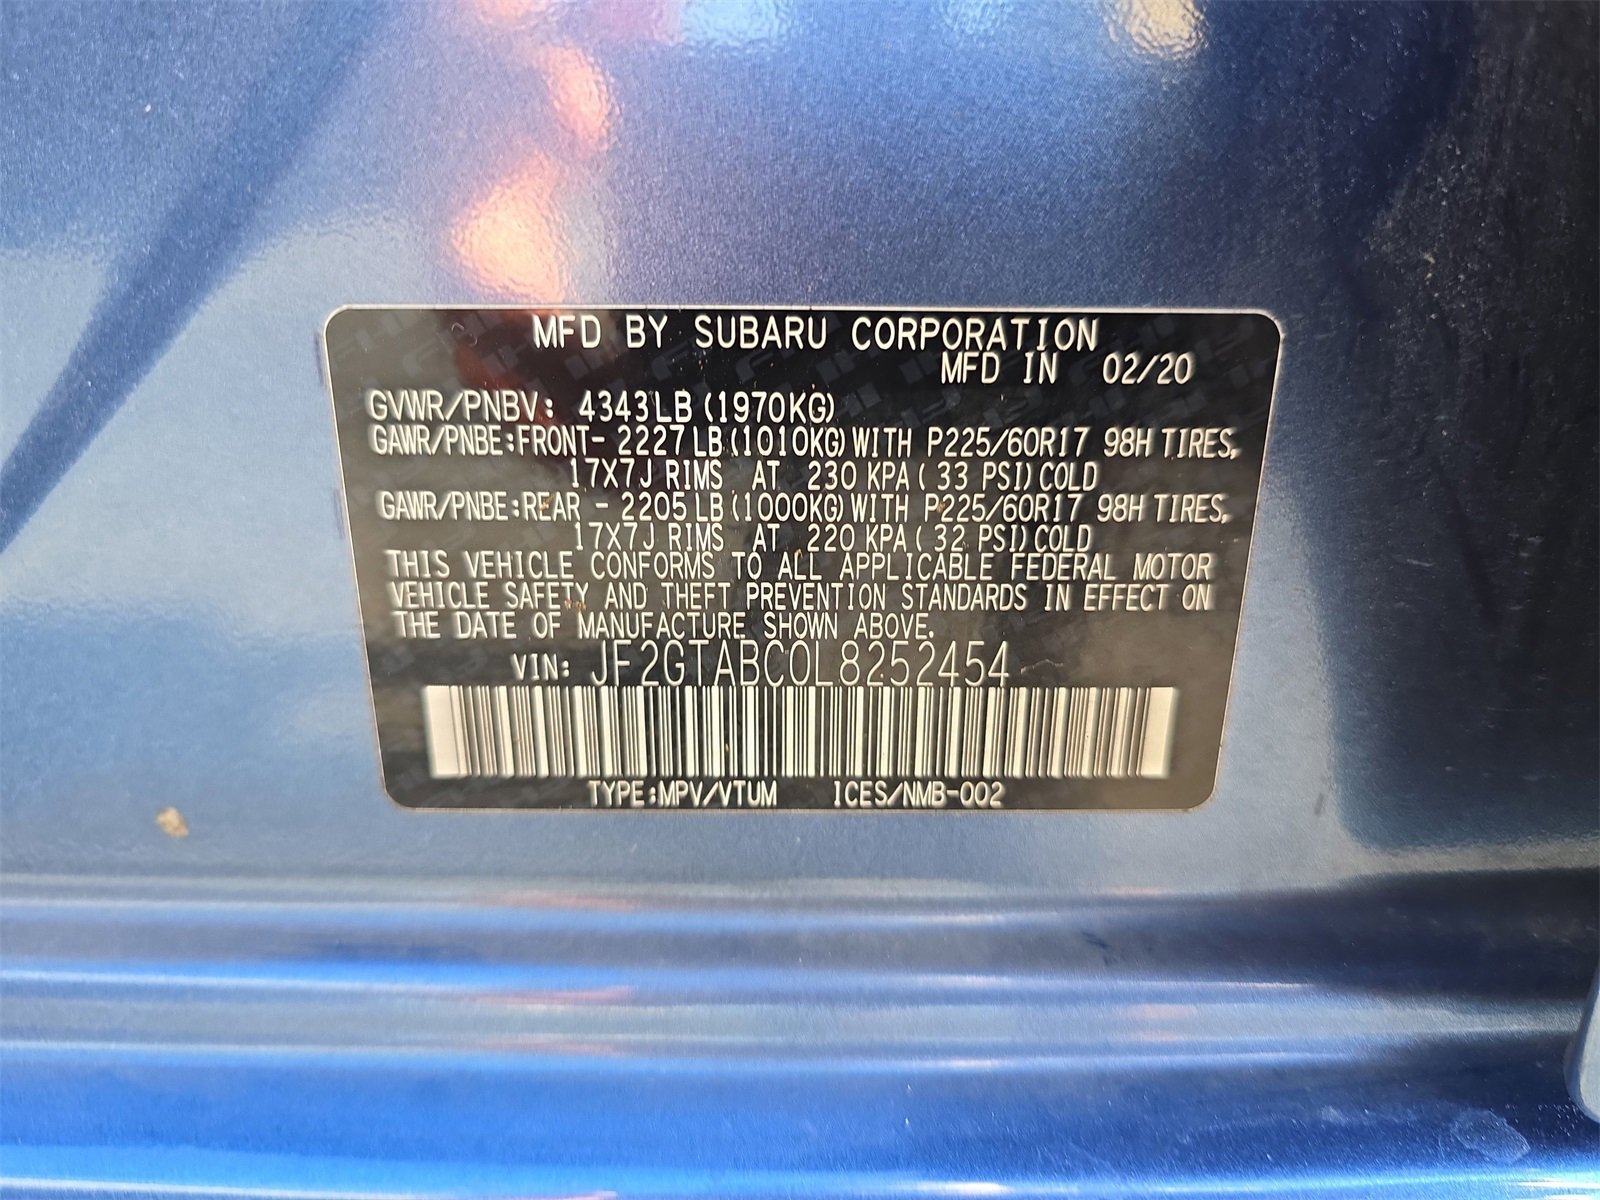 MFD BY SUBARU CORPORATION
MFD IN 02/20
GVWR/PNBV: 4343LB(1970KG)
GAWR/PNBE:FRONT- 2227LB(1010KG)WITH P225/60R17 98H TIRES,
17X7J RIMS AT 230 KPA( 33 PSI)COLD
GAWR/PNBE:REAR - 2205LB(1000KG)WITH P225/60R17 98H TIRES,
17X7J RIMS AT 220 KPA( 32 PSI)COLD
THIS VEHICLE CONFORMS TO ALL APPLICABLE FEDERAL MOTOR
VEHICLE SAFETY AND THEFT PREVENTION STANDARDS IN EFFECT ON
THE DATE OF MANUFACTURE SHOWN ABOVE.
VIN: JF2GTABC0L8252454
TYPE:MPV/VTUM ICES/NMB-002